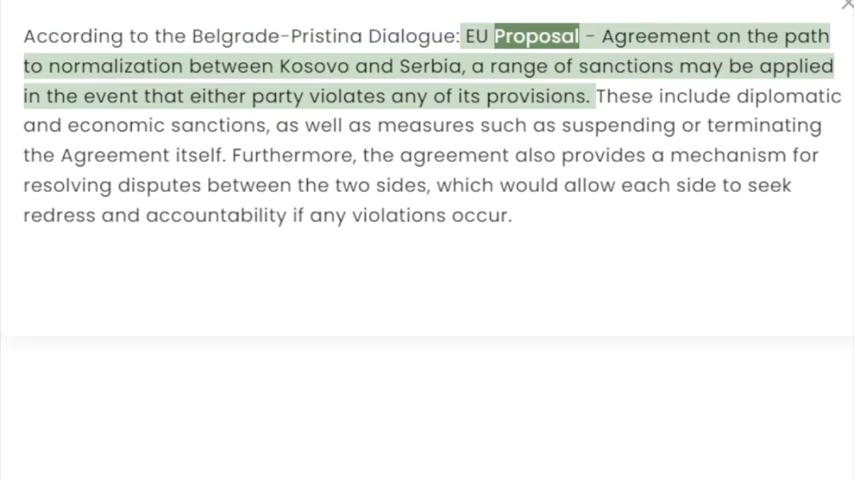 According to the Belgrade-Pristina Dialogue: EU Proposal - Agreement on the path
to normalization between Kosovo and Serbia, a range of sanctions may be applied
in the event that either party violates any of its provisions. These include diplomatic
and economic sanctions, as well as measures such as suspending or terminating
the Agreement itself. Furthermore, the agreement also provides a mechanism for
resolving disputes between the two sides, which would allow each side to seek
redress and accountability if any violations occur.